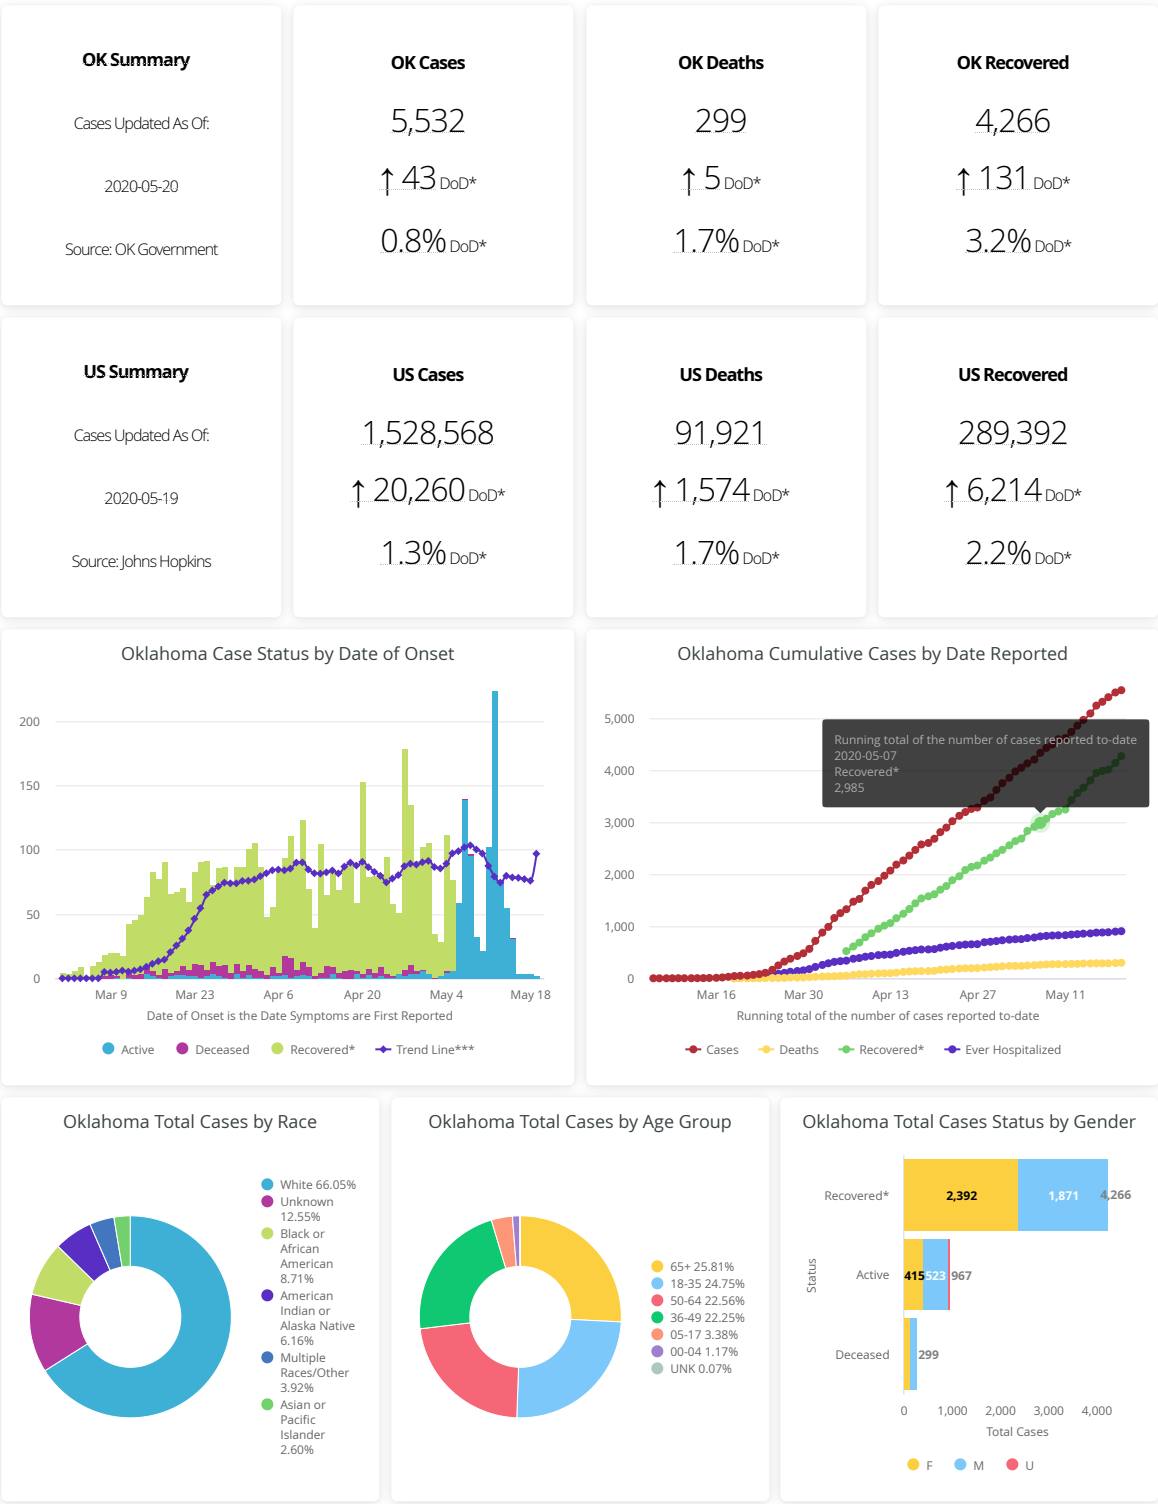 OK Summary
Cases Updated As Of:
2020-05-20
Source: OK Government
OK Cases
5,532
↑ 43 DoD*
0.8% DoD*
OK Deaths
299
↑ 5 DoD*
1.7% DoD*
OK Recovered
4,266
↑ 131 DoD*
3.2% DoD*
US Summary
Cases Updated As Of:
2020-05-19
Source: Johns Hopkins
US Cases
1,528,568
↑ 20,260 DoD*
1.3% DoD*
US Deaths
91,921
↑ 1,574 DoD*
1.7% DoD*
US Recovered
289,392
↑ 6,214 DoD*
2.2% DoD*
Oklahoma Case Status by Date of Onset
200
150
100
50
0
Mar 9 Mar 23 Apr 6 Apr 20 May 4 May 18
Date of Onset is the Date Symptoms are First Reported
Active Deceased Recovered* Trend Line***
Oklahoma Cumulative Cases by Date Reported
5,000
4,000
3,000
2,000
1,000
0
Running total of the number of cases reported to-date
2020-05-07
Recovered*
2,985
Mar 16 Mar 30 Apr 13 Apr 27 May 11
Running total of the number of cases reported to-date
Cases Deaths Recovered* Ever Hospitalized
Oklahoma Total Cases by Race
White 66.05%
Unknown
12.55%
Black or
African
American
8.71%
American
Indian or
Alaska Native
6.16%
Multiple
Races/Other
3.92%
Asian or
Pacific
Islander
2.60%
Oklahoma Total Cases by Age Group
65+ 25.81%
18-35 24.75%
50-64 22.56%
36-49 22.25%
05-17 3.38%
00-04 1.17%
UNK 0.07%
Oklahoma Total Cases Status by Gender
Status
Recovered* 2,392 1,871 4,266
Active 415 523 967
Deceased 299
0 1,000 2,000 3,000 4,000
Total Cases
F M U